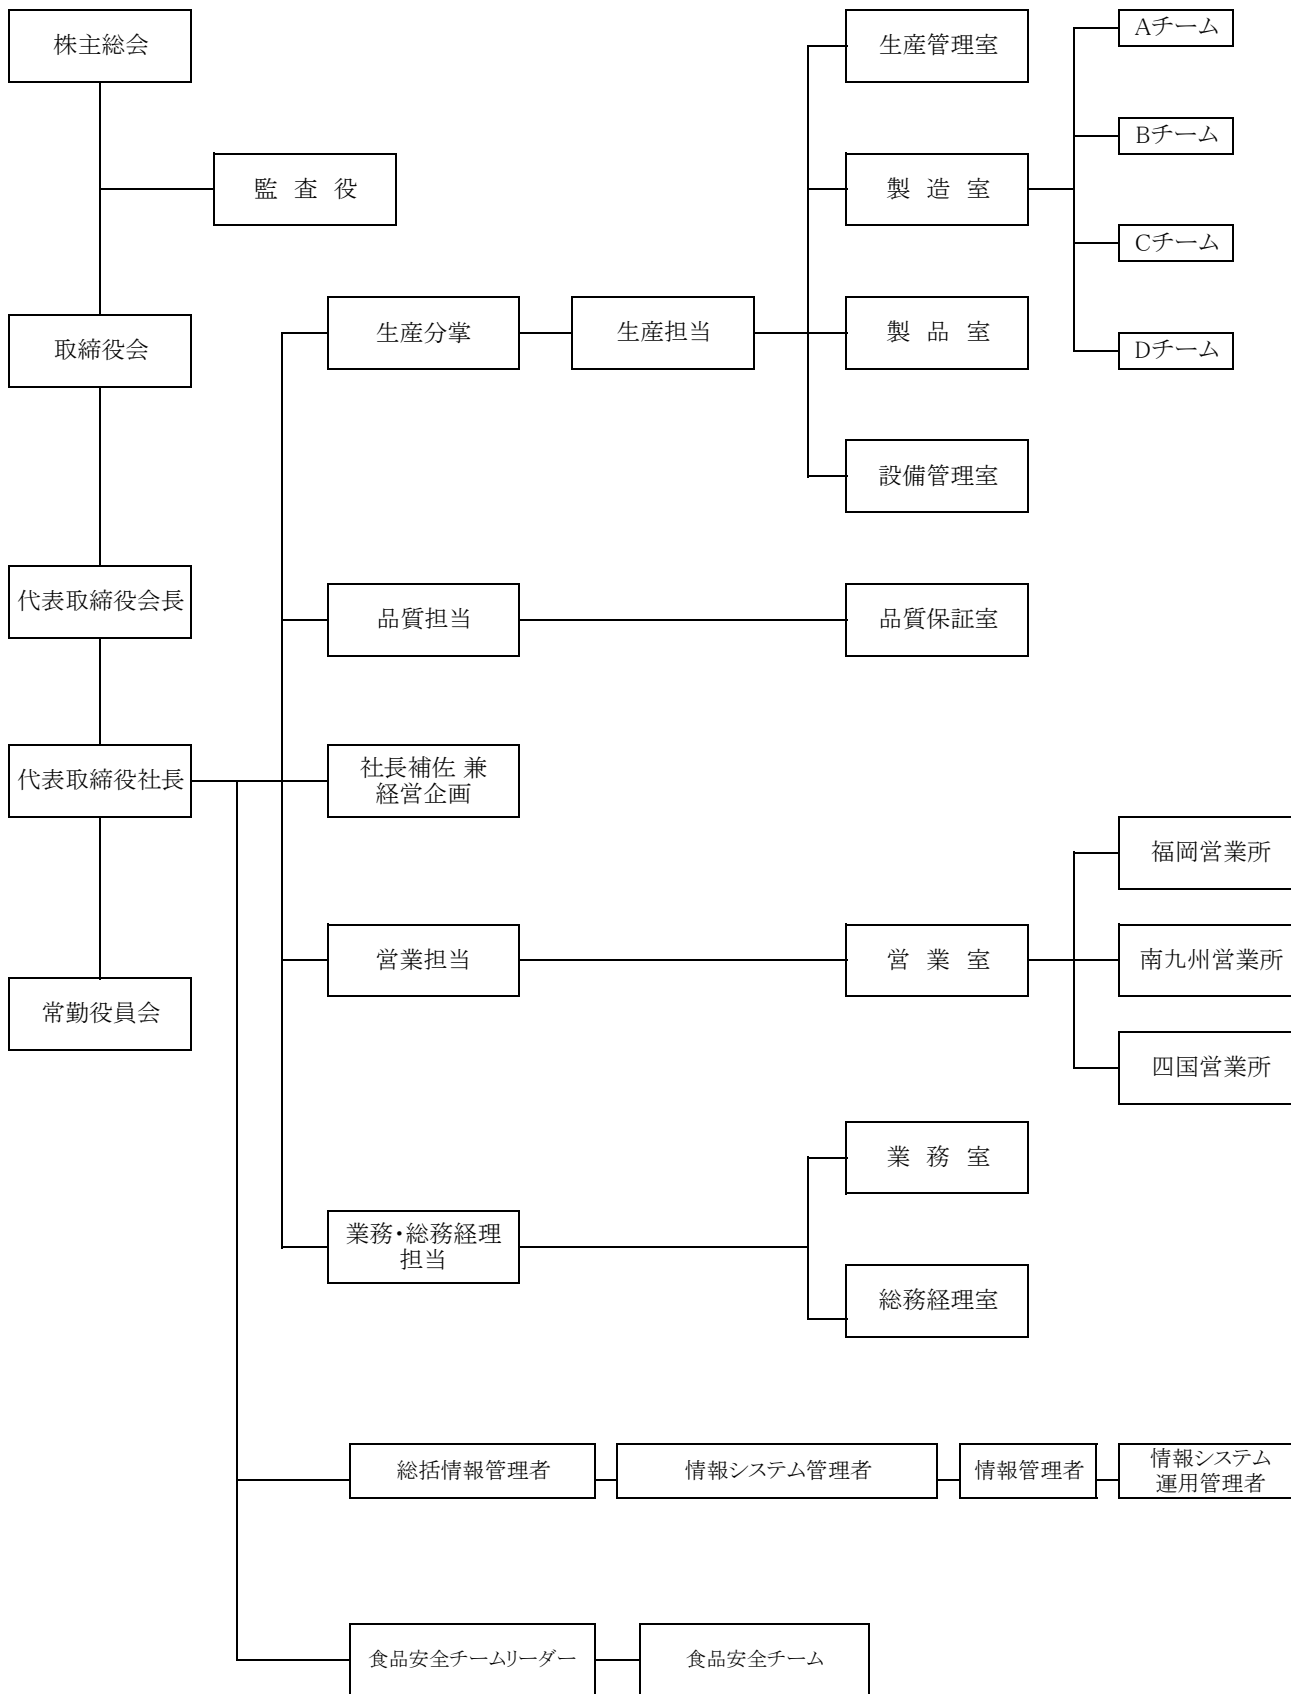 株主総会
監 査 役
取締役会
代表取締役会長
代表取締役社長
常勤役員会
生産分掌
生産担当
生産管理室
製 造 室
製 品 室
設備管理室
Aチーム
Bチーム
Cチーム
Dチーム
品質担当
品質保証室
社長補佐 兼
経営企画
営業担当
営 業 室
福岡営業所
南九州営業所
四国営業所
業務・総務経理
担当
業 務 室
総務経理室
総括情報管理者
情報システム管理者
情報管理者
情報システム
運用管理者
食品安全チームリーダー
食品安全チーム